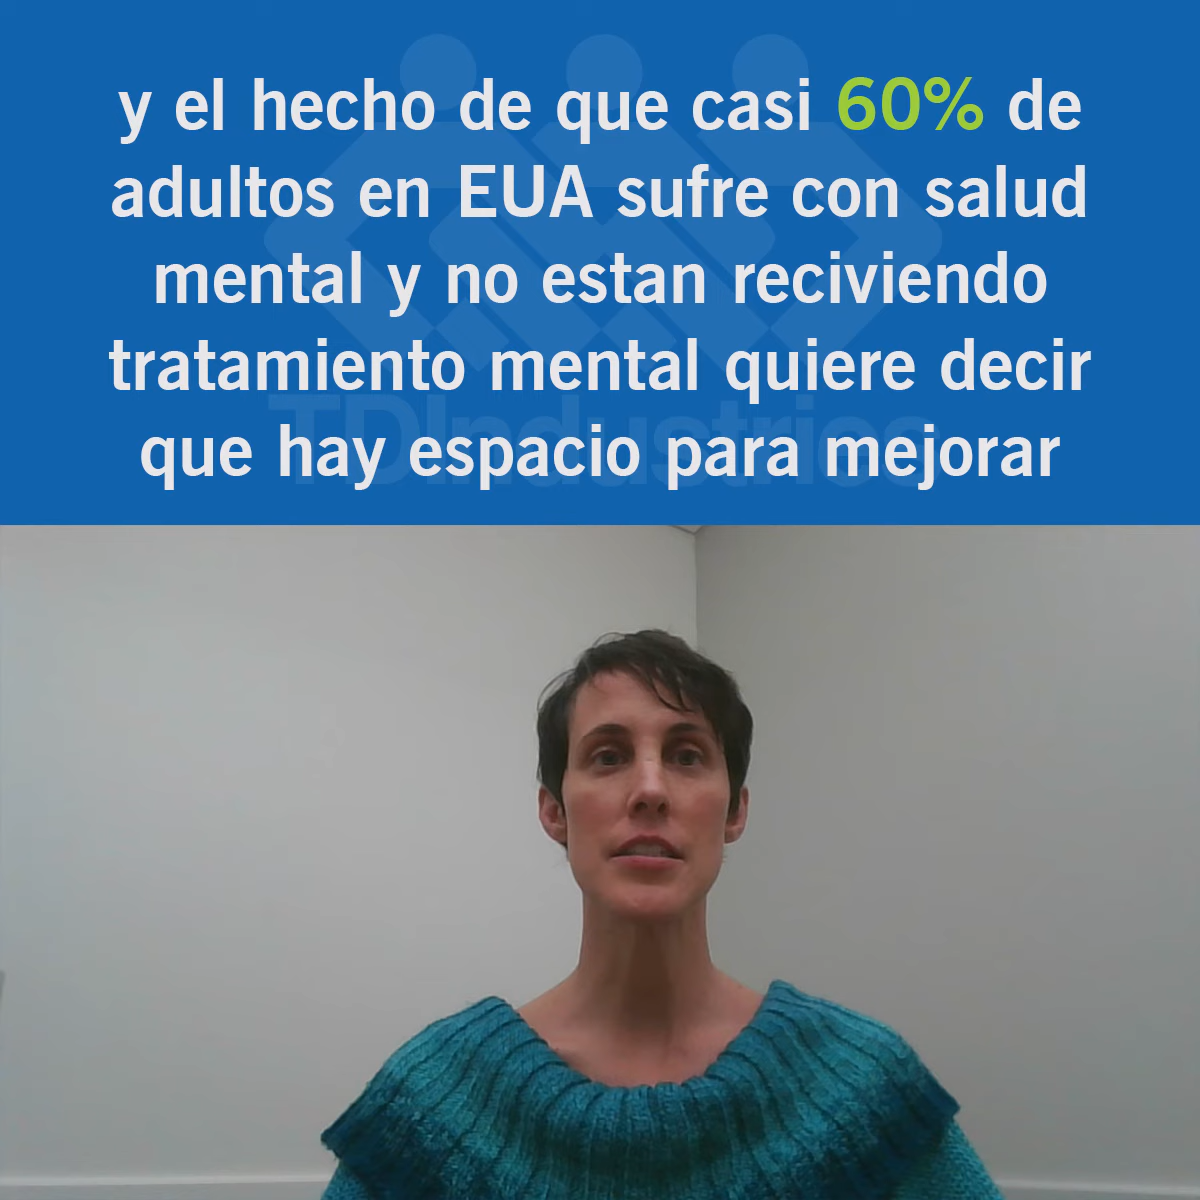 y el hecho de que casi 60% de
adultos en EUA sufre con salud
mental y no estan reciviendo
tratamiento mental quiere decir
que hay espacio para mejorar
TDIndustries